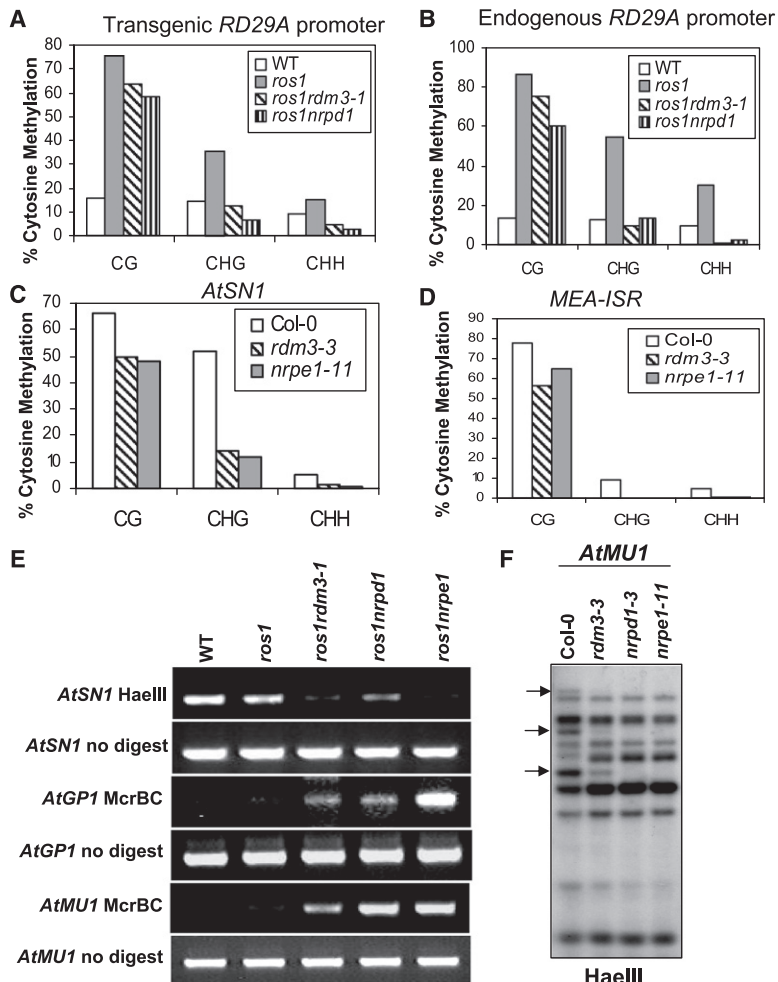 A
Transgenic RD29A promoter
% Cytosine Methylation
80
70
60
50
40
30
20
10
0
WT
ros1
ros1rdm3-1
ros1nrpd1
CG
CHG
CHH
B
Endogenous RD29A promoter
% Cytosine Methylation
100
80
60
40
20
0
WT
ros1
ros1rdm3-1
ros1nrpd1
CG
CHG
CHH
C
AtSN1
% Cytosine Methylation
70
60
50
40
30
20
10
0
Col-0
rdm3-3
nrpe1-11
CG
CHG
CHH
D
MEA-ISR
% Cytosine Methylation
90
80
70
60
50
40
30
20
10
0
Col-0
rdm3-3
nrpe1-11
CG
CHG
CHH
E
WT
ros1
ros1rdm3-1
ros1nrpd1
ros1nrpe1
AtSN1 HaeIII
AtSN1 no digest
AtGP1 McrBC
AtGP1 no digest
AtMU1 McrBC
AtMU1 no digest
F
AtMU1
Col-0
rdm3-3
nrpd1-3
nrpe1-11
HaeIII